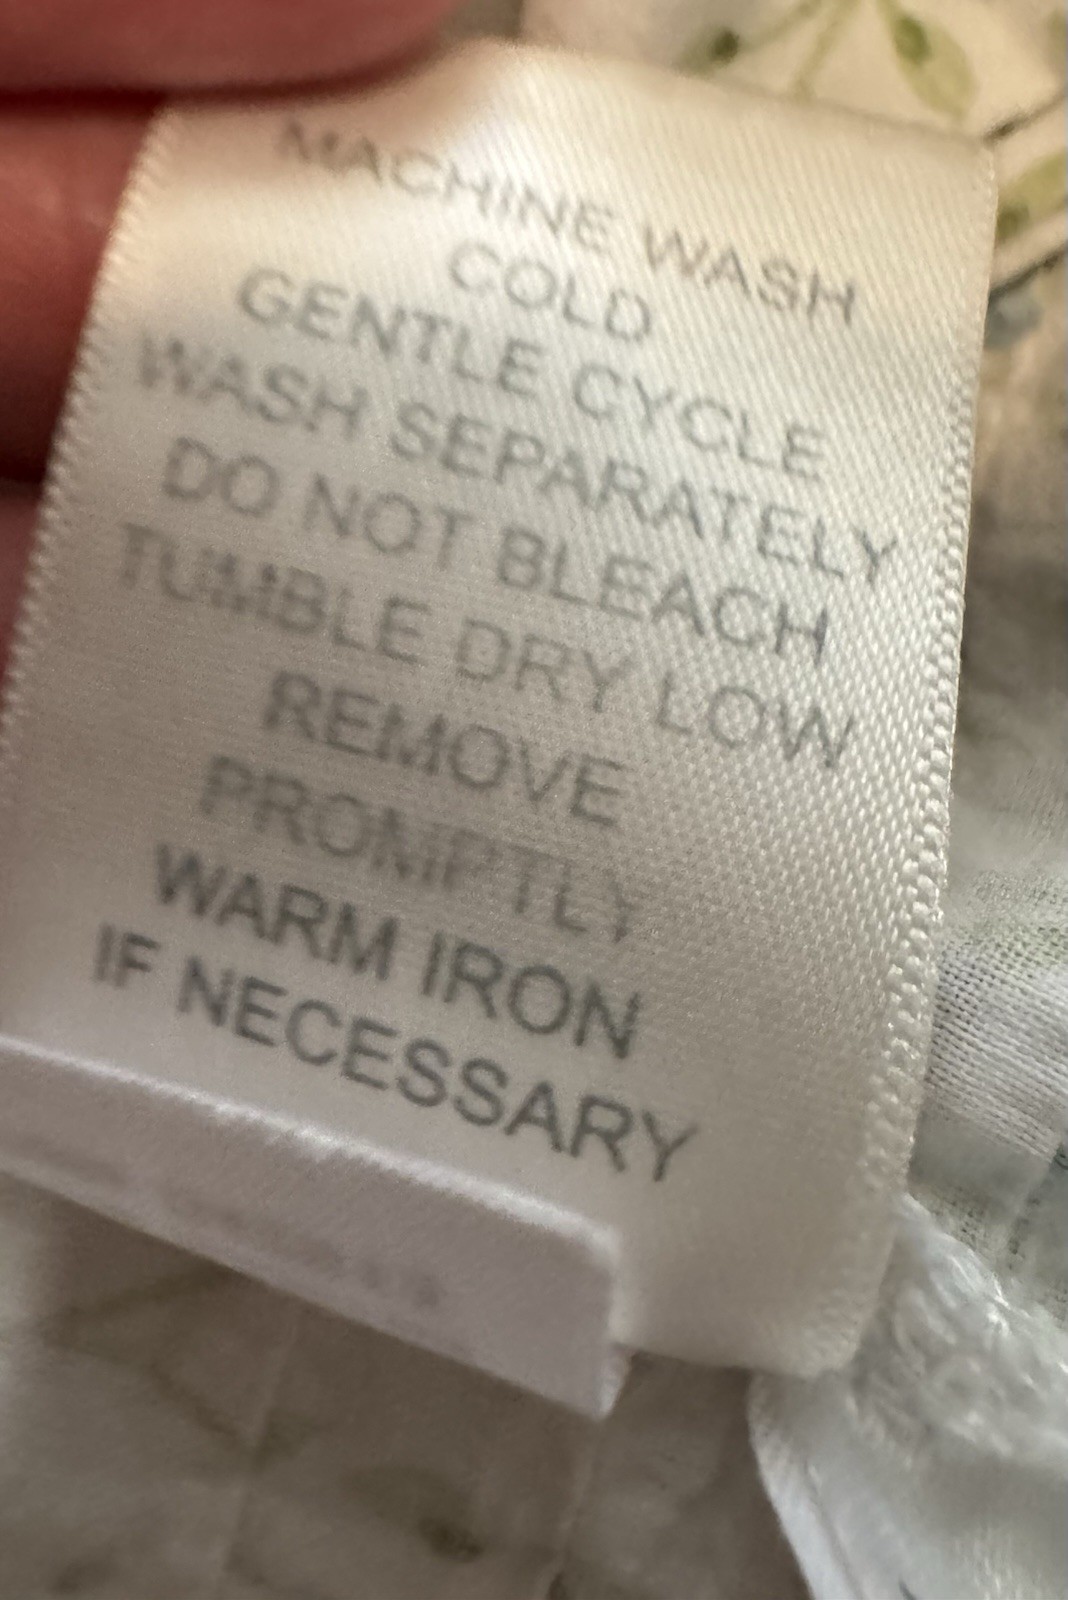 MACHINE WASH
COLD
GENTLE CYCLE
WASH SEPARATELY
DO NOT BLEACH
TUMBLE DRY LOW
REMOVE
PROMPTLY
WARM IRON
IF NECESSARY